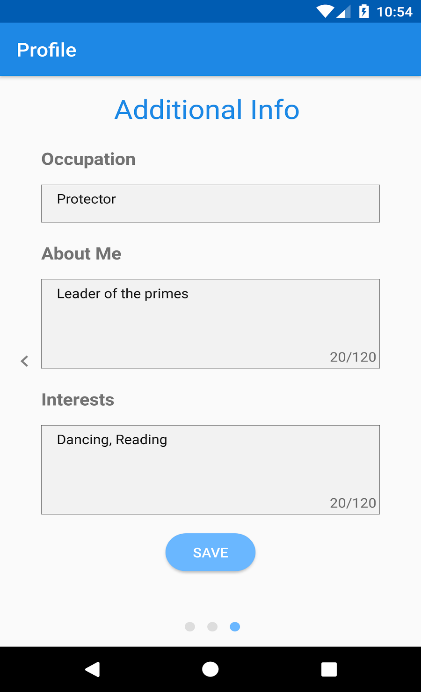 10:54
Profile
Additional Info
Occupation
Protector
About Me
Leader of the primes
20/120
Interests
Dancing, Reading
20/120
SAVE